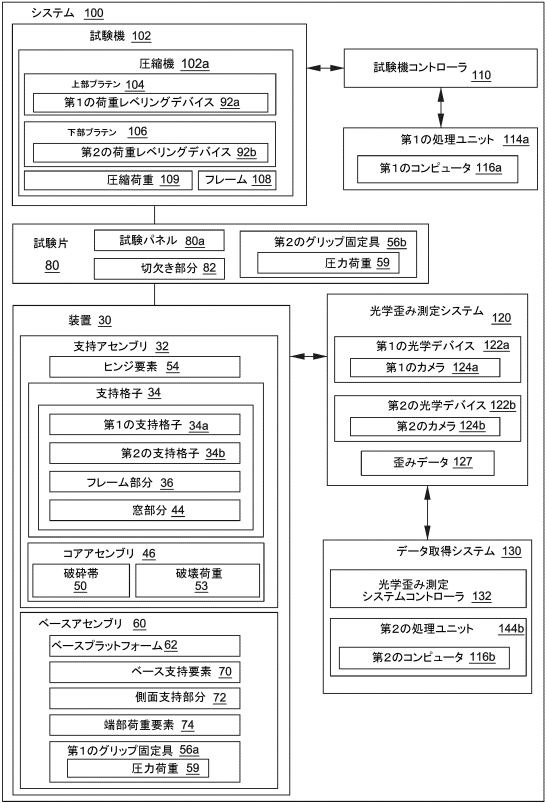 システム 100
試験機 102
圧縮機 102a
上部プラテン 104
第1の荷重レベリングデバイス 92a
下部プラテン 106
第2の荷重レベリングデバイス 92b
圧縮荷重 109
フレーム 108
試験機コントローラ 110
第1の処理ユニット 114a
第1のコンピュータ 116a
試験片
80
試験パネル 80a
切欠き部分 82
第2のグリップ固定具 56b
圧力荷重 59
装置 30
支持アセンブリ 32
ヒンジ要素 54
支持格子 34
第1の支持格子 34a
第2の支持格子 34b
フレーム部分 36
窓部分 44
コアアセンブリ 46
破砕帯
50
破壊荷重
53
ベースアセンブリ 60
ベースプラットフォーム 62
ベース支持要素 70
側面支持部分 72
端部荷重要素 74
第1のグリップ固定具 56a
圧力荷重 59
光学歪み測定システム
120
第1の光学デバイス 122a
第1のカメラ 124a
第2の光学デバイス 122b
第2のカメラ 124b
歪みデータ 127
データ取得システム 130
光学歪み測定
システムコントローラ 132
第2の処理ユニット 144b
第2のコンピュータ 116b